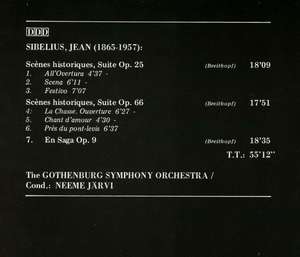 DDD
SIBELIUS, JEAN (1865-1957):
Scènes historiques, Suite Op. 25 (Breitkopf) 18'09
1. All'Overtura 4'37 -
2. Scena 6'11 -
3. Festivo 7'07
Scènes historiques, Suite Op. 66 (Breitkopf) 17'51
4: La Chasse. Ouverture 6'27 -
5. Chant d'amour 4'30 -
6. Près du pont-levis 6'37
7. En Saga Op. 9 (Breitkopf) 18'35
T.T.: 55'12"
The GOTHENBURG SYMPHONY ORCHESTRA /
Cond.: NEEME JÄRVI